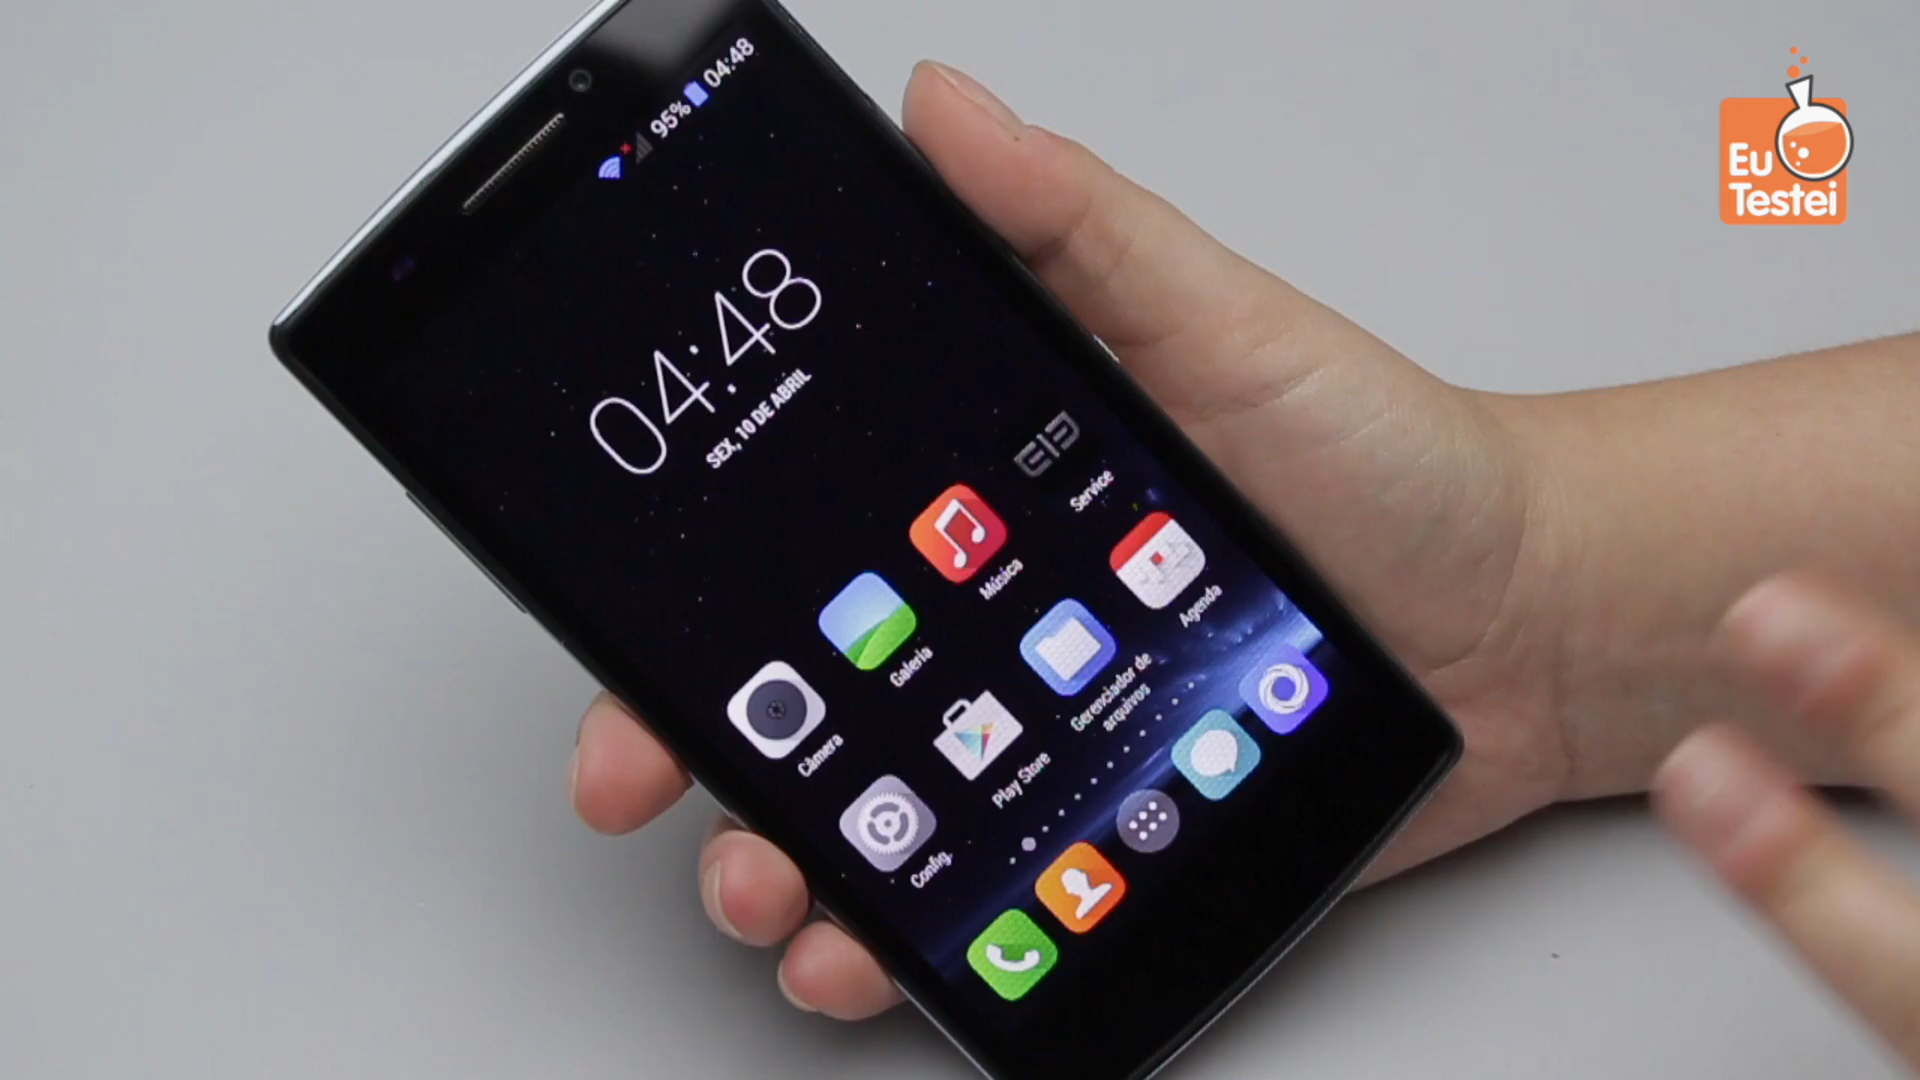 95% 04:48
04:48
SEX, 10 DE ABRIL
Câmera
Galeria
Música
Service
Config.
Play Store
Gerenciador de
arquivos
Agenda
Eu
Testei